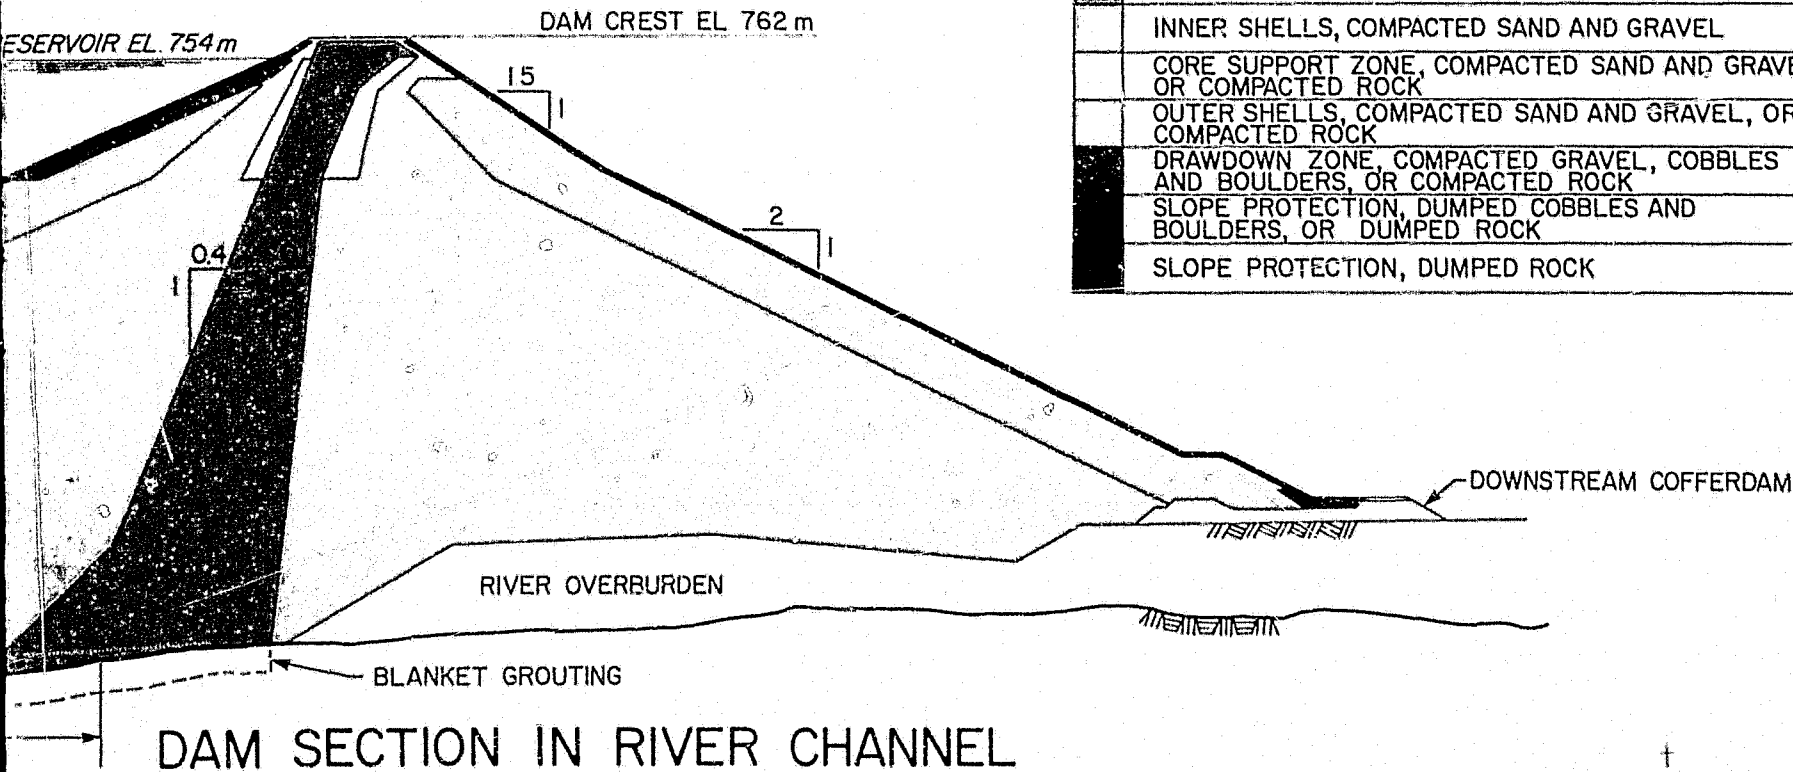 DAM CREST EL. 762 m
ESERVOIR EL. 754 m
INNER SHELLS, COMPACTED SAND AND GRAVEL
CORE SUPPORT ZONE, COMPACTED SAND AND GRAVE
OR COMPACTED ROCK
OUTER SHELLS, COMPACTED SAND AND GRAVEL, OR
COMPACTED ROCK
DRAWDOWN ZONE, COMPACTED GRAVEL, COBBLES
AND BOULDERS, OR COMPACTED ROCK
SLOPE PROTECTION, DUMPED COBBLES AND
BOULDERS, OR DUMPED ROCK
SLOPE PROTECTION, DUMPED ROCK
15
1
2
1
0.4
1
DOWNSTREAM COFFERDAM
RIVER OVERBURDEN
BLANKET GROUTING
DAM SECTION IN RIVER CHANNEL